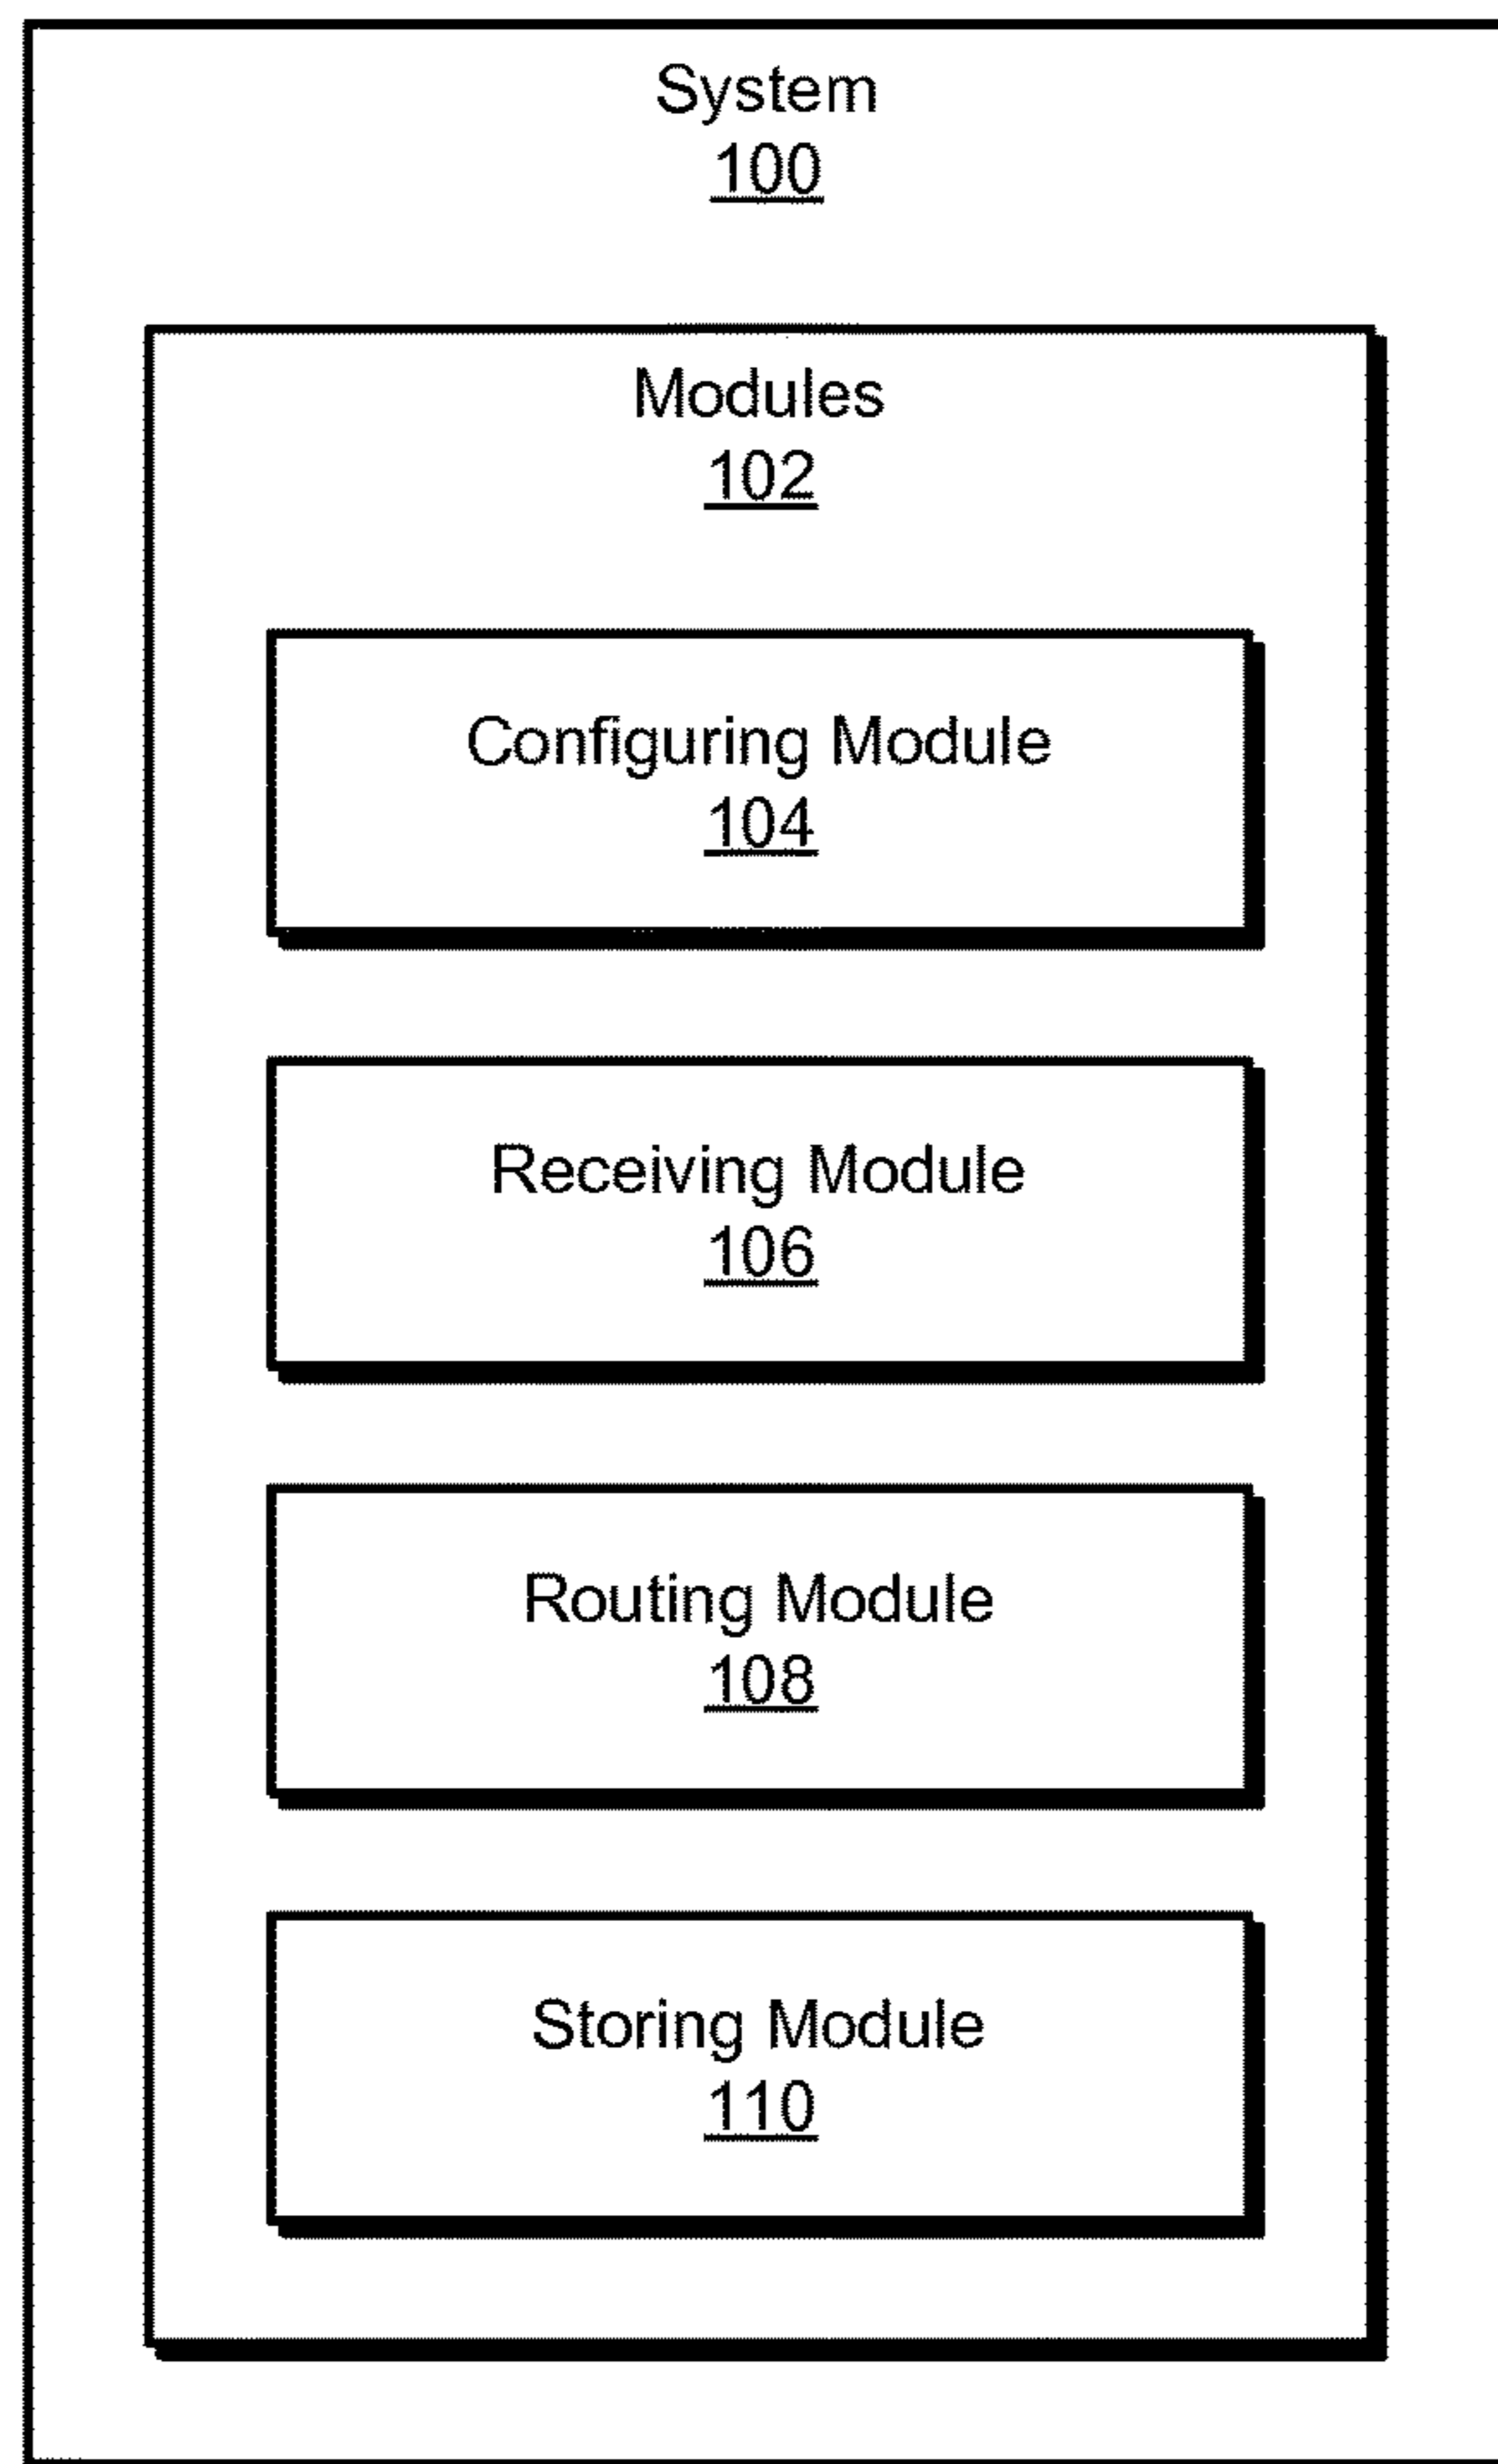 System
100
Modules
102
Configuring Module
104
Receiving Module
106
Routing Module
108
Storing Module
110